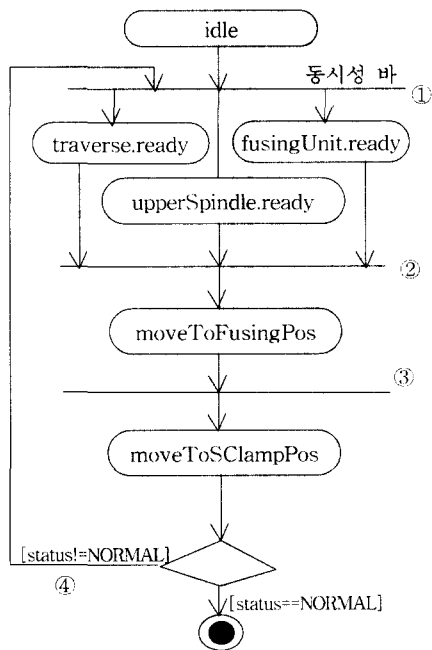 idle
동시성 바
①
traverse.ready
fusingUnit.ready
upperSpindle.ready
②
moveToFusingPos
③
moveToSClampPos
[status!=NORMAL]
④
[status==NORMAL]